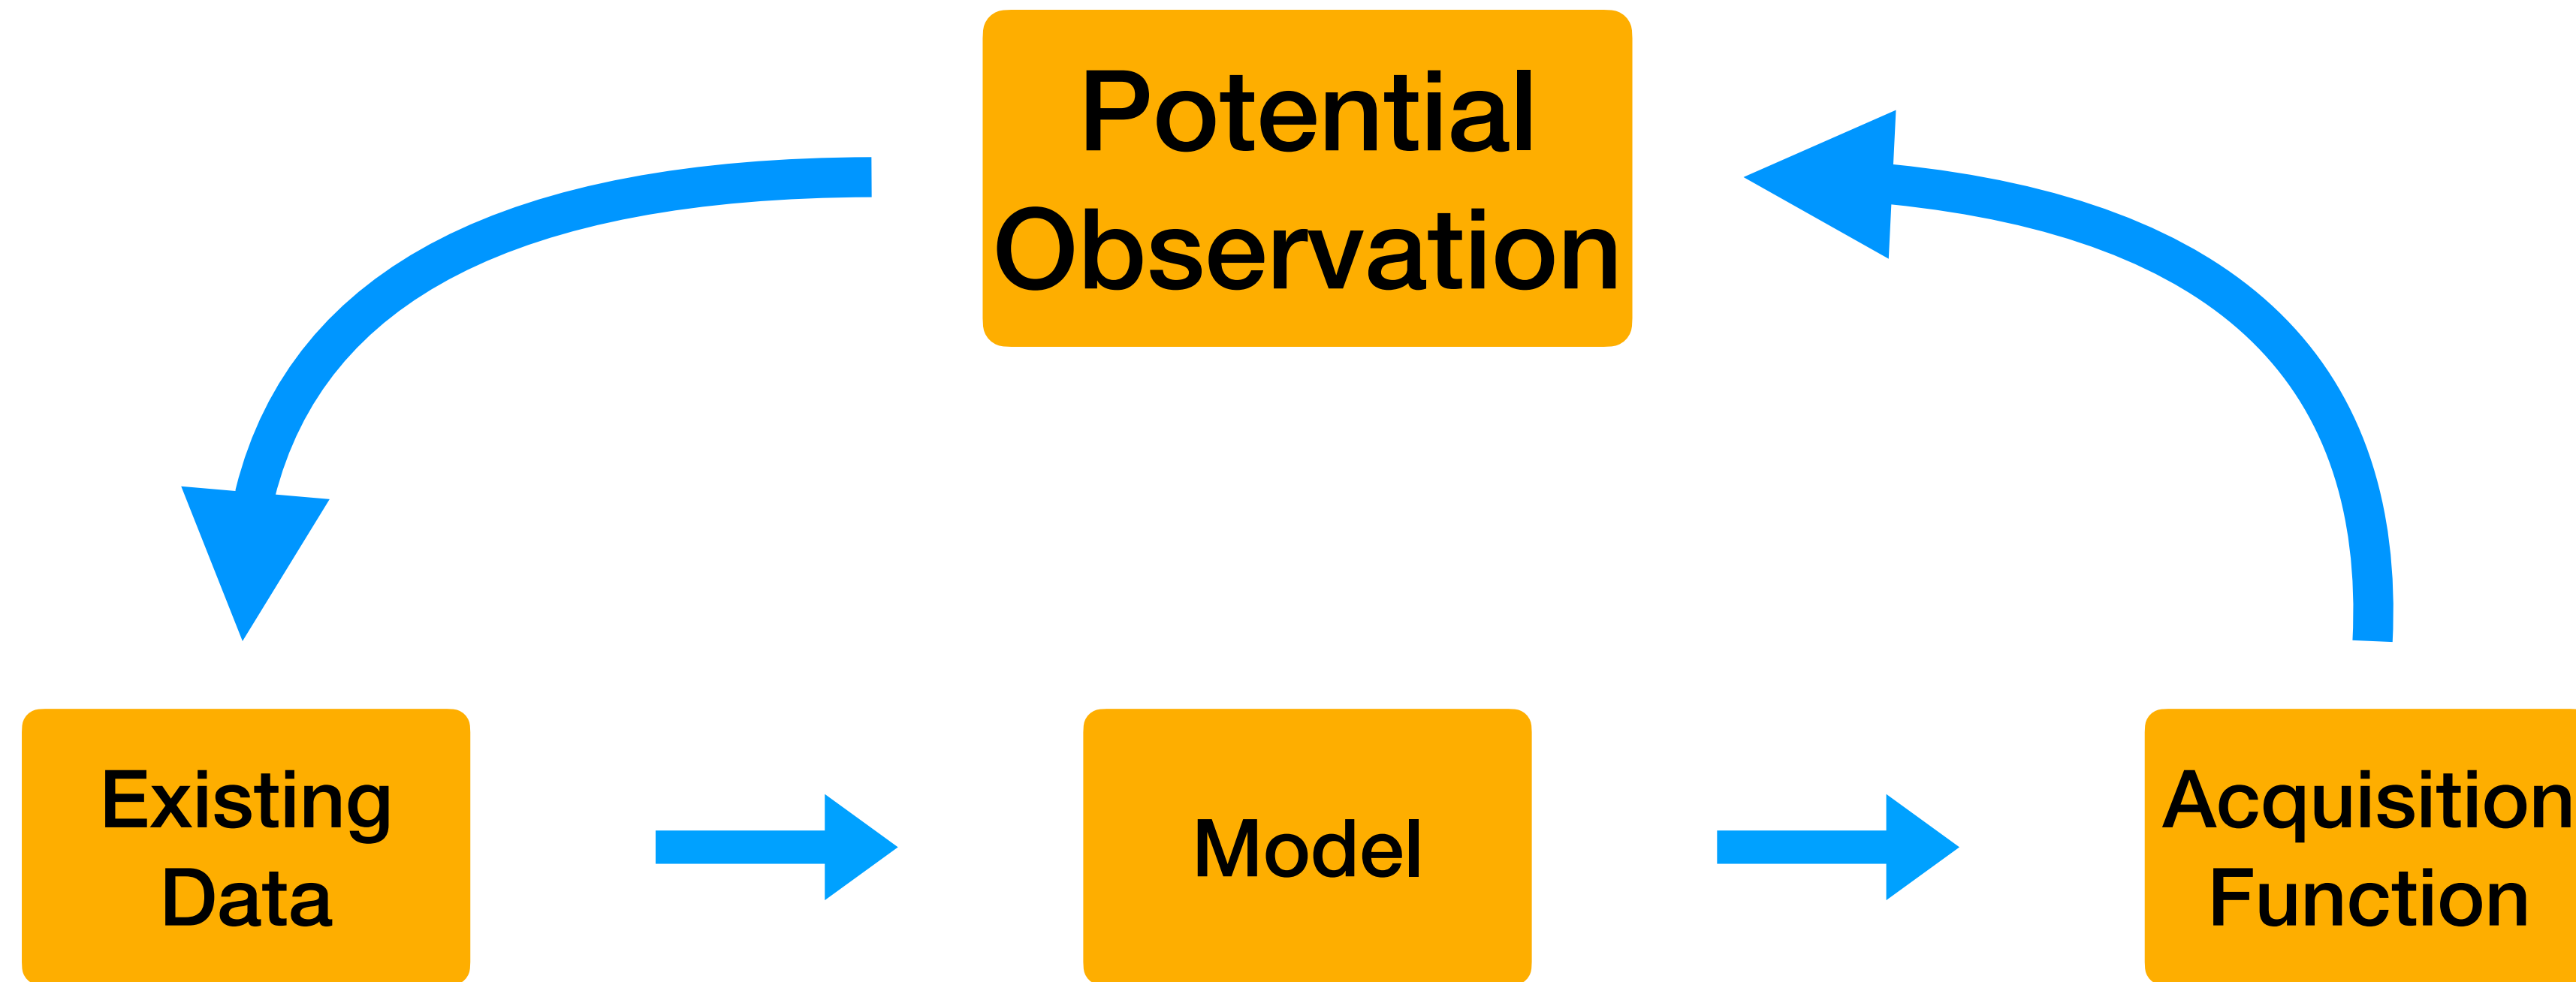 Potential
Observation
Existing
Data
Model
Acquisition
Function